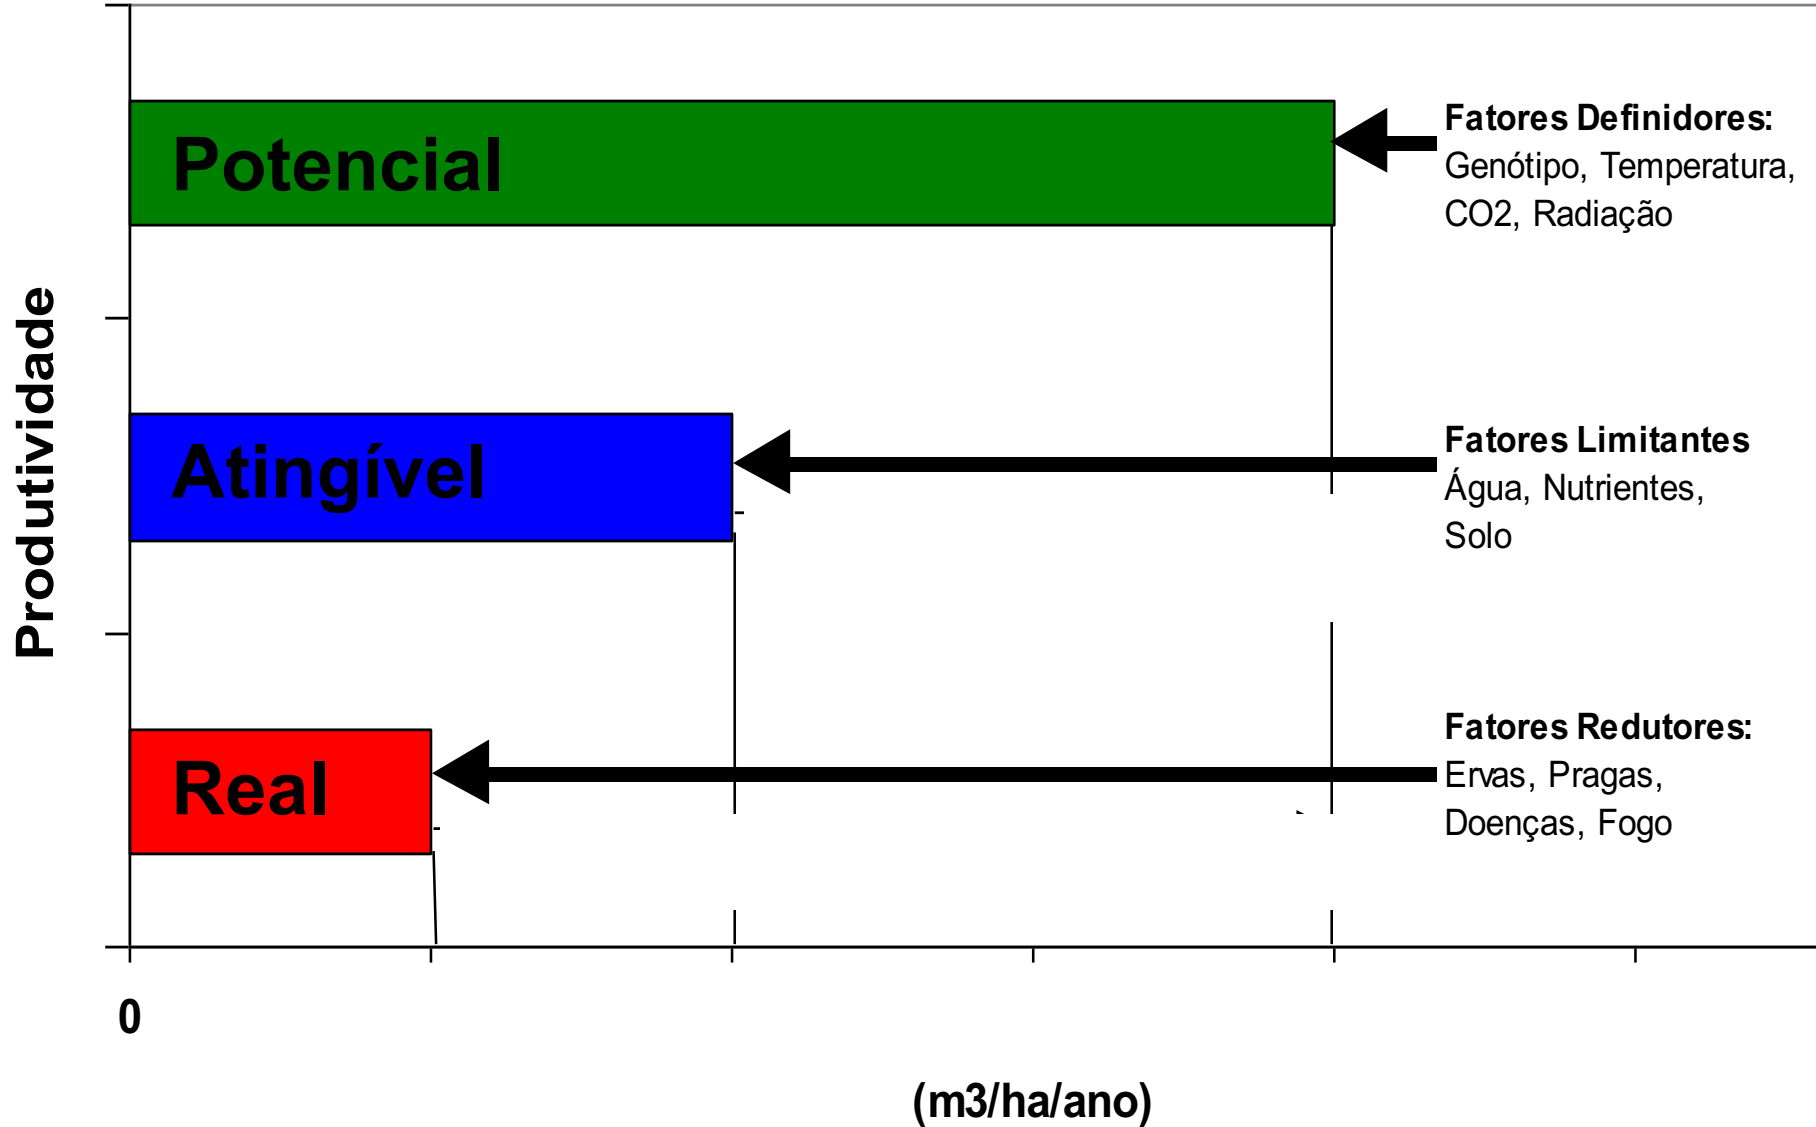 Potencial
Fatores Definidores:
Genótipo, Temperatura,
CO2, Radiação
Produtividade
Atingível
Fatores Limitantes
Água, Nutrientes,
Solo
Real
Fatores Redutores:
Ervas, Pragas,
Doenças, Fogo
0
(m3/ha/ano)